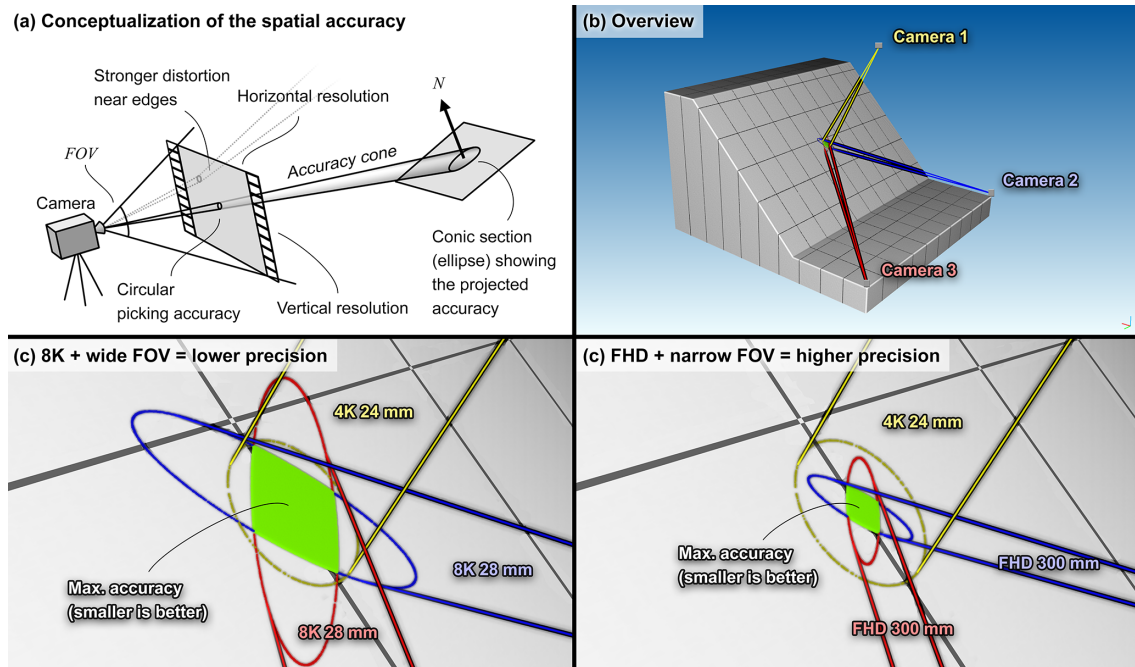 (a) Conceptualization of the spatial accuracy
Stronger distortion
near edges
Horizontal resolution
N
FOV
Accuracy cone
Camera
Circular
picking accuracy
Vertical resolution
Conic section
(ellipse) showing
the projected
accuracy
(b) Overview
Camera 1
Camera 2
Camera 3
(c) 8K + wide FOV = lower precision
4K 24 mm
Max. accuracy
(smaller is better)
8K 28 mm
8K 28 mm
(c) FHD + narrow FOV = higher precision
4K 24 mm
Max. accuracy
(smaller is better)
FHD 300 mm
FHD 300 mm